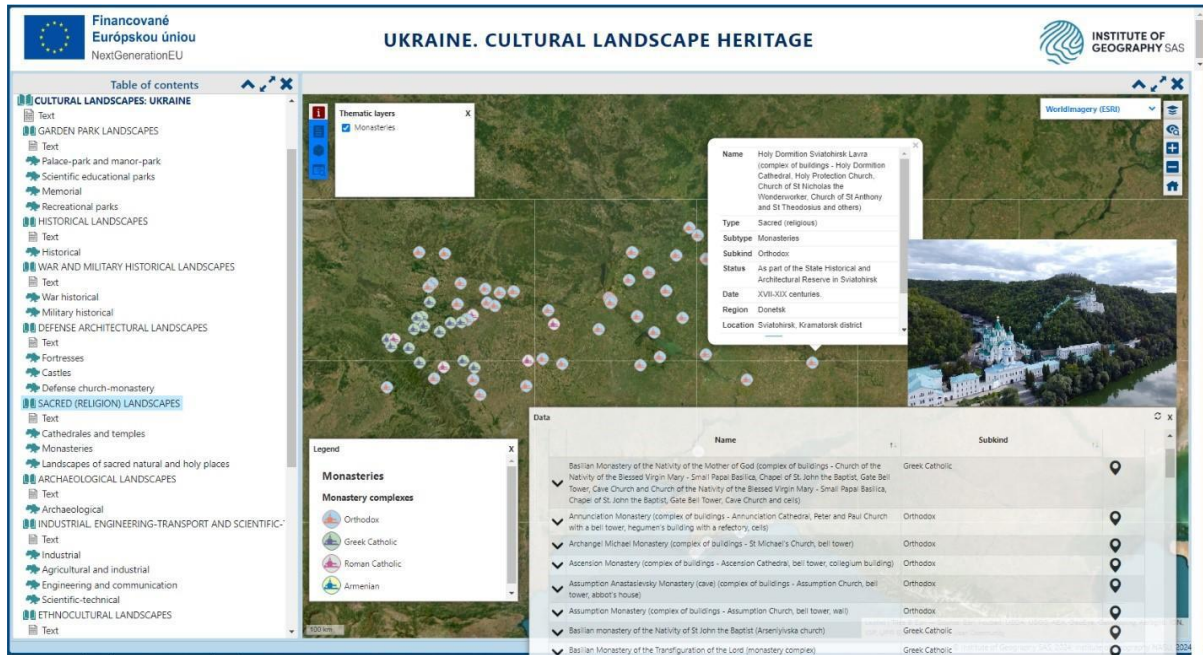 Financované
Európskou úniou
NextGenerationEU
UKRAINE. CULTURAL LANDSCAPE HERITAGE
INSTITUTE OF
GEOGRAPHY SAS
Table of contents
CULTURAL LANDSCAPES: UKRAINE
Text
GARDEN PARK LANDSCAPES
Text
Palace-park and manor-park
Scientific educational parks
Memorial
Recreational parks
HISTORICAL LANDSCAPES
Text
Historical
WAR AND MILITARY HISTORICAL LANDSCAPES
Text
War historical
Military historical
DEFENSE ARCHITECTURAL LANDSCAPES
Text
Fortresses
Castles
Defense church-monastery
SACRED (RELIGION) LANDSCAPES
Text
Cathedrales and temples
Monasteries
Landscapes of sacred natural and holy places
ARCHAEOLOGICAL LANDSCAPES
Text
Archaeological
INDUSTRIAL, ENGINEERING-TRANSPORT AND SCIENTIFIC-
Text
Industrial
Agricultural and industrial
Engineering and communication
Scientific-technical
ETHNOCULTURAL LANDSCAPES
Text
Thematic layers X
Monasteries
WorldImagery (ESRI)
Name Holy Dormition Sviatohirsk Lavra
(complex of buildings - Holy Dormition
Cathedral, Holy Protection Church,
Church of St Nicholas the
Wonderworker, Church of St Anthony
and St Theodosius and others)
Type Sacred (religious)
Subtype Monasteries
Subkind Orthodox
Status As part of the State Historical and
Architectural Reserve in Sviatohirsk
Date XVII-XIX centuries.
Region Donetsk
Location Sviatohirsk, Kramatorsk district
Legend X
Monasteries
Monastery complexes
Orthodox
Greek Catholic
Roman Catholic
Armenian
100 km
Data X
Name Subkind
Basilian Monastery of the Nativity of the Mother of God (complex of buildings - Church of the Greek Catholic
Nativity of the Blessed Virgin Mary - Small Papal Basilica, Chapel of St. John the Baptist, Gate Bell
Tower, Cave Church and Church of the Nativity of the Blessed Virgin Mary - Small Papal Basilica,
Chapel of St. John the Baptist, Gate Bell Tower, Cave Church and cells)
Annunciation Monastery (complex of buildings - Annunciation Cathedral, Peter and Paul Church Orthodox
with a bell tower, hegumen's building with a refectory, cells)
Archangel Michael Monastery (complex of buildings - St Michael's Church, bell tower) Orthodox
Ascension Monastery (complex of buildings - Ascension Cathedral, bell tower, collegium building) Orthodox
Assumption Anastasievsky Monastery (cave) (complex of buildings - Assumption Church, bell Orthodox
tower, abbot's house)
Assumption Monastery (complex of buildings - Assumption Church, bell tower, wall) Orthodox
Basilian monastery of the Nativity of St John the Baptist (Arseniyivska church) Greek Catholic
Basilian Monastery of the Transfiguration of the Lord (monastery complex) Greek Catholic